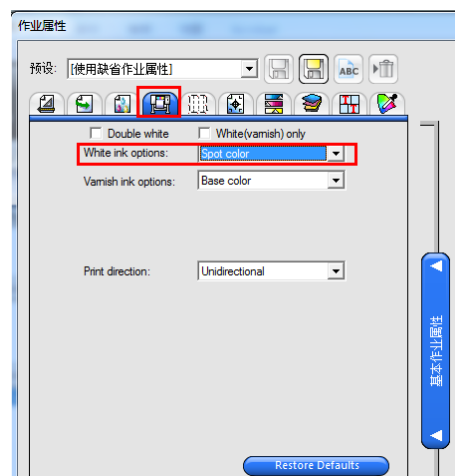 作业属性
预设: [使用缺省作业属性]
ABC
Double white White(varnish) only
White ink options: Spot color
Varnish ink options: Base color
Print direction: Unidirectional
基本作业属性
Restore Defaults